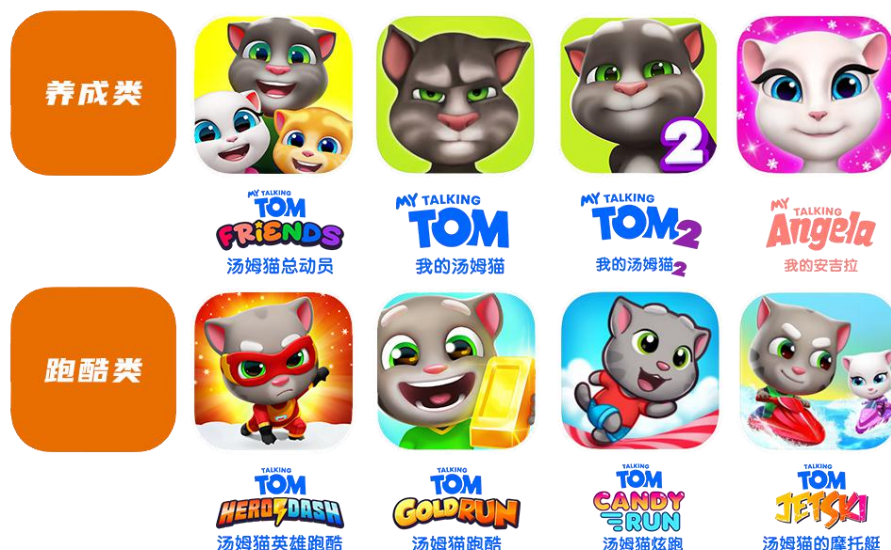 养成类
2
MY TALKING
TOM
FRIENDS
汤姆猫总动员
MY TALKING
TOM
我的汤姆猫
MY TALKING
TOM2
我的汤姆猫2
MY
TALKING
Angela
我的安吉拉
跑酷类
TALKING
TOM
HERO DASH
汤姆猫英雄跑酷
TALKING
TOM
GOLD RUN
汤姆猫跑酷
TALKING
TOM
CANDY
RUN
汤姆猫炫跑
TALKING
TOM
JETSKI
汤姆猫的摩托艇